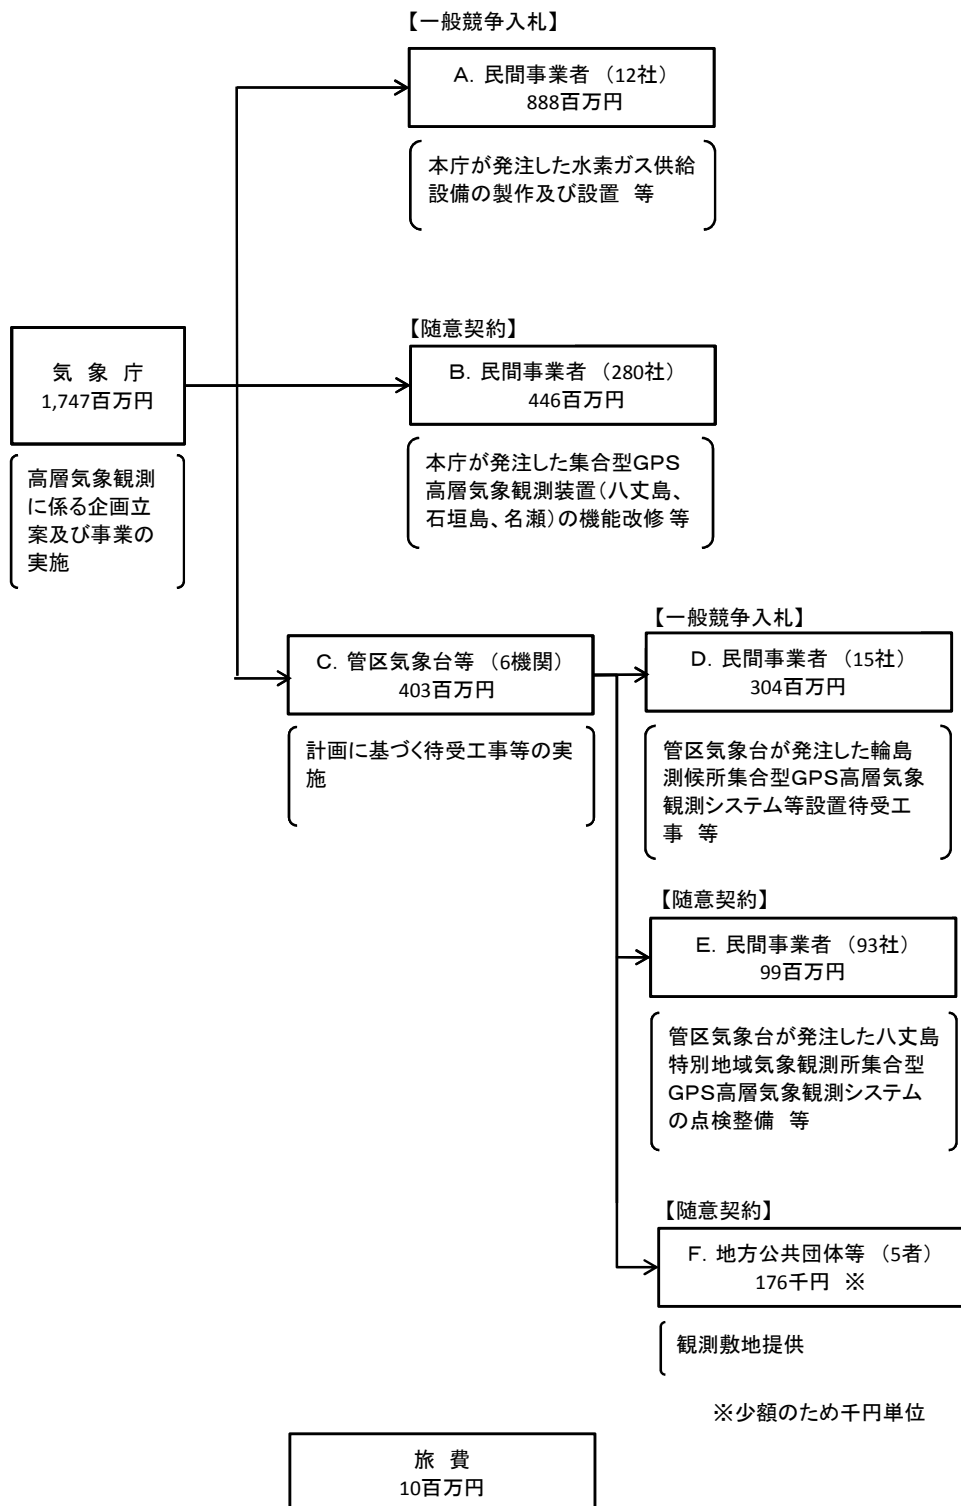 【一般競争入札】
A. 民間事業者 （12社）
888百万円
本庁が発注した水素ガス供給
設備の製作及び設置 等
気 象 庁
1,747百万円
高層気象観測
に係る企画立
案及び事業の
実施
【随意契約】
B. 民間事業者 （280社）
446百万円
本庁が発注した集合型GPS
高層気象観測装置（八丈島、
石垣島、名瀬）の機能改修 等
C. 管区気象台等 （6機関）
403百万円
計画に基づく待受工事等の実
施
【一般競争入札】
D. 民間事業者 （15社）
304百万円
管区気象台が発注した輪島
測候所集合型GPS高層気象
観測システム等設置待受工
事 等
【随意契約】
E. 民間事業者 （93社）
99百万円
管区気象台が発注した八丈島
特別地域気象観測所集合型
GPS高層気象観測システム
の点検整備 等
【随意契約】
F. 地方公共団体等 （5者）
176千円 ※
観測敷地提供
※少額のため千円単位
旅 費
10百万円